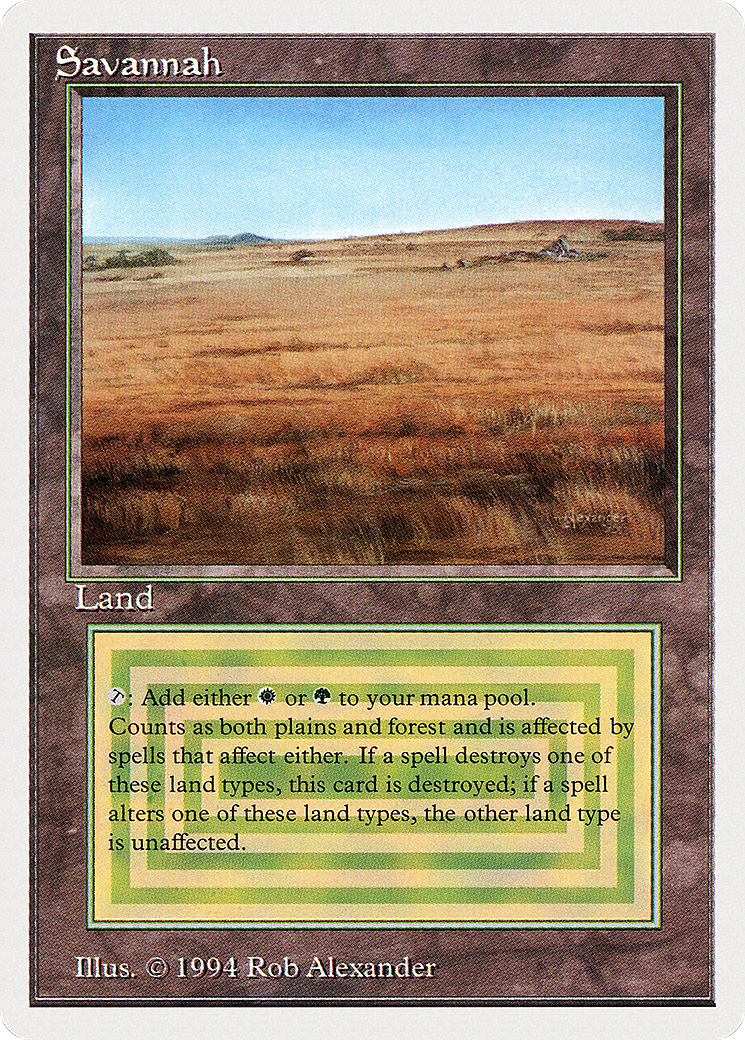 Savannah
Alexander
Land
T: Add either or to your mana pool.
Counts as both plains and forest and is affected by
spells that affect either. If a spell destroys one of
these land types, this card is destroyed; if a spell
alters one of these land types, the other land type
is unaffected.
Illus. © 1994 Rob Alexander